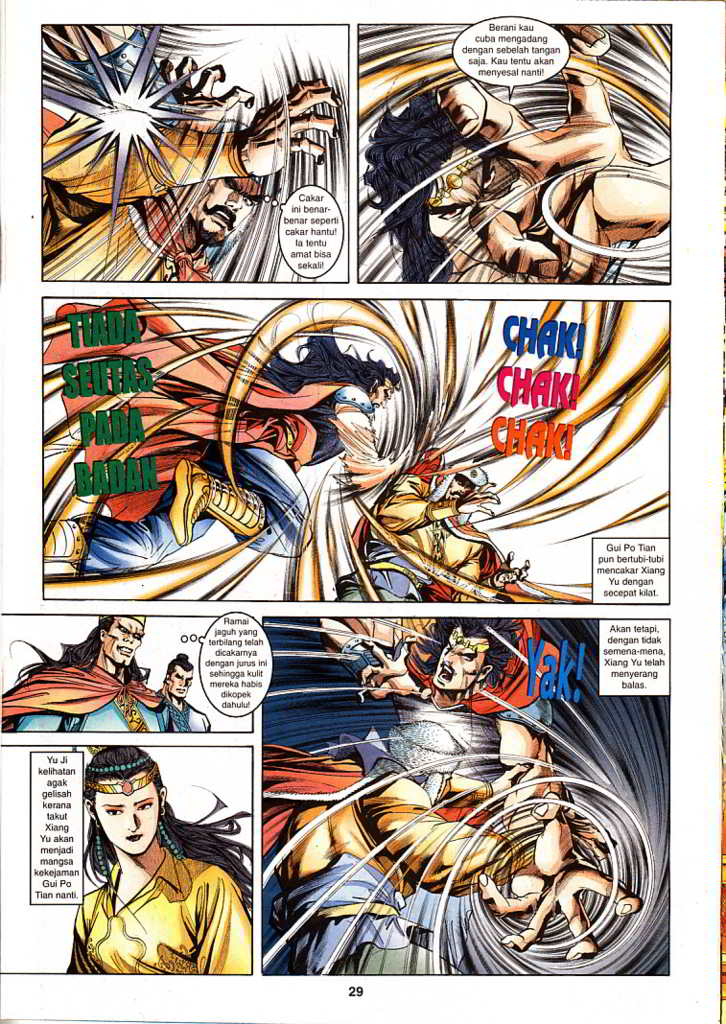 Cakar
ini benar-
benar seperti
cakar hantu!
Ia tentu
amat bisa
sekali!
Berani kau
cuba mengadang
dengan sebelah tangan
saja. Kau tentu akan
menyesal nanti!
TIADA
SEUTAS
PADA
BADAN
CHAK!
CHAK!
CHAK!
Gui Po Tian
pun bertubi-tubi
mencakar Xiang
Yu dengan
secepat kilat.
Ramai
jaguh yang
terbilang telah
dicakarnya
dengan jurus ini
sehingga kulit
mereka habis
dikopek
dahulu!
Yak!
Akan tetapi,
dengan tidak
semena-mena,
Xiang Yu telah
menyerang
balas.
Yu Ji
kelihatan
agak
gelisah
kerana
takut
Xiang
Yu akan
menjadi
mangsa
kekejaman
Gui Po
Tian nanti.
29